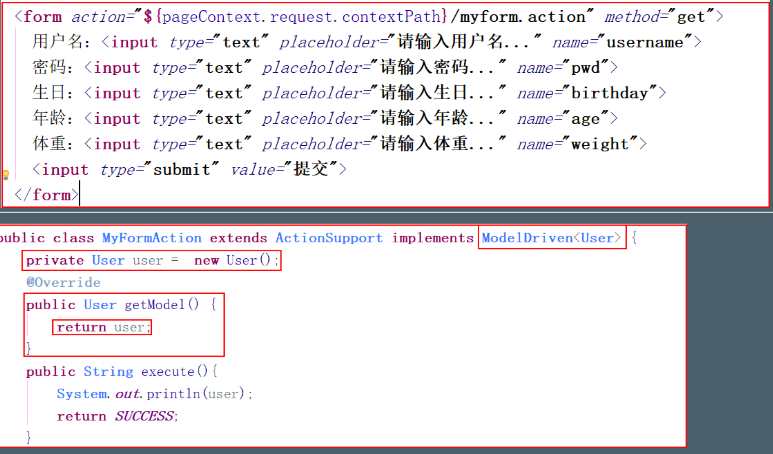 <form action="${pageContext.request.contextPath}/myform.action" method="get">
用户名：<input type="text" placeholder="请输入用户名..." name="username">
密码：<input type="text" placeholder="请输入密码..." name="pwd">
生日：<input type="text" placeholder="请输入生日..." name="birthday">
年龄：<input type="text" placeholder="请输入年龄..." name="age">
体重：<input type="text" placeholder="请输入体重..." name="weight">
<input type="submit" value="提交">
</form>
public class MyFormAction extends ActionSupport implements ModelDriven<User> {
private User user = new User();
@Override
public User getModel() {
return user;
}
public String execute(){
System.out.println(user);
return SUCCESS;
}